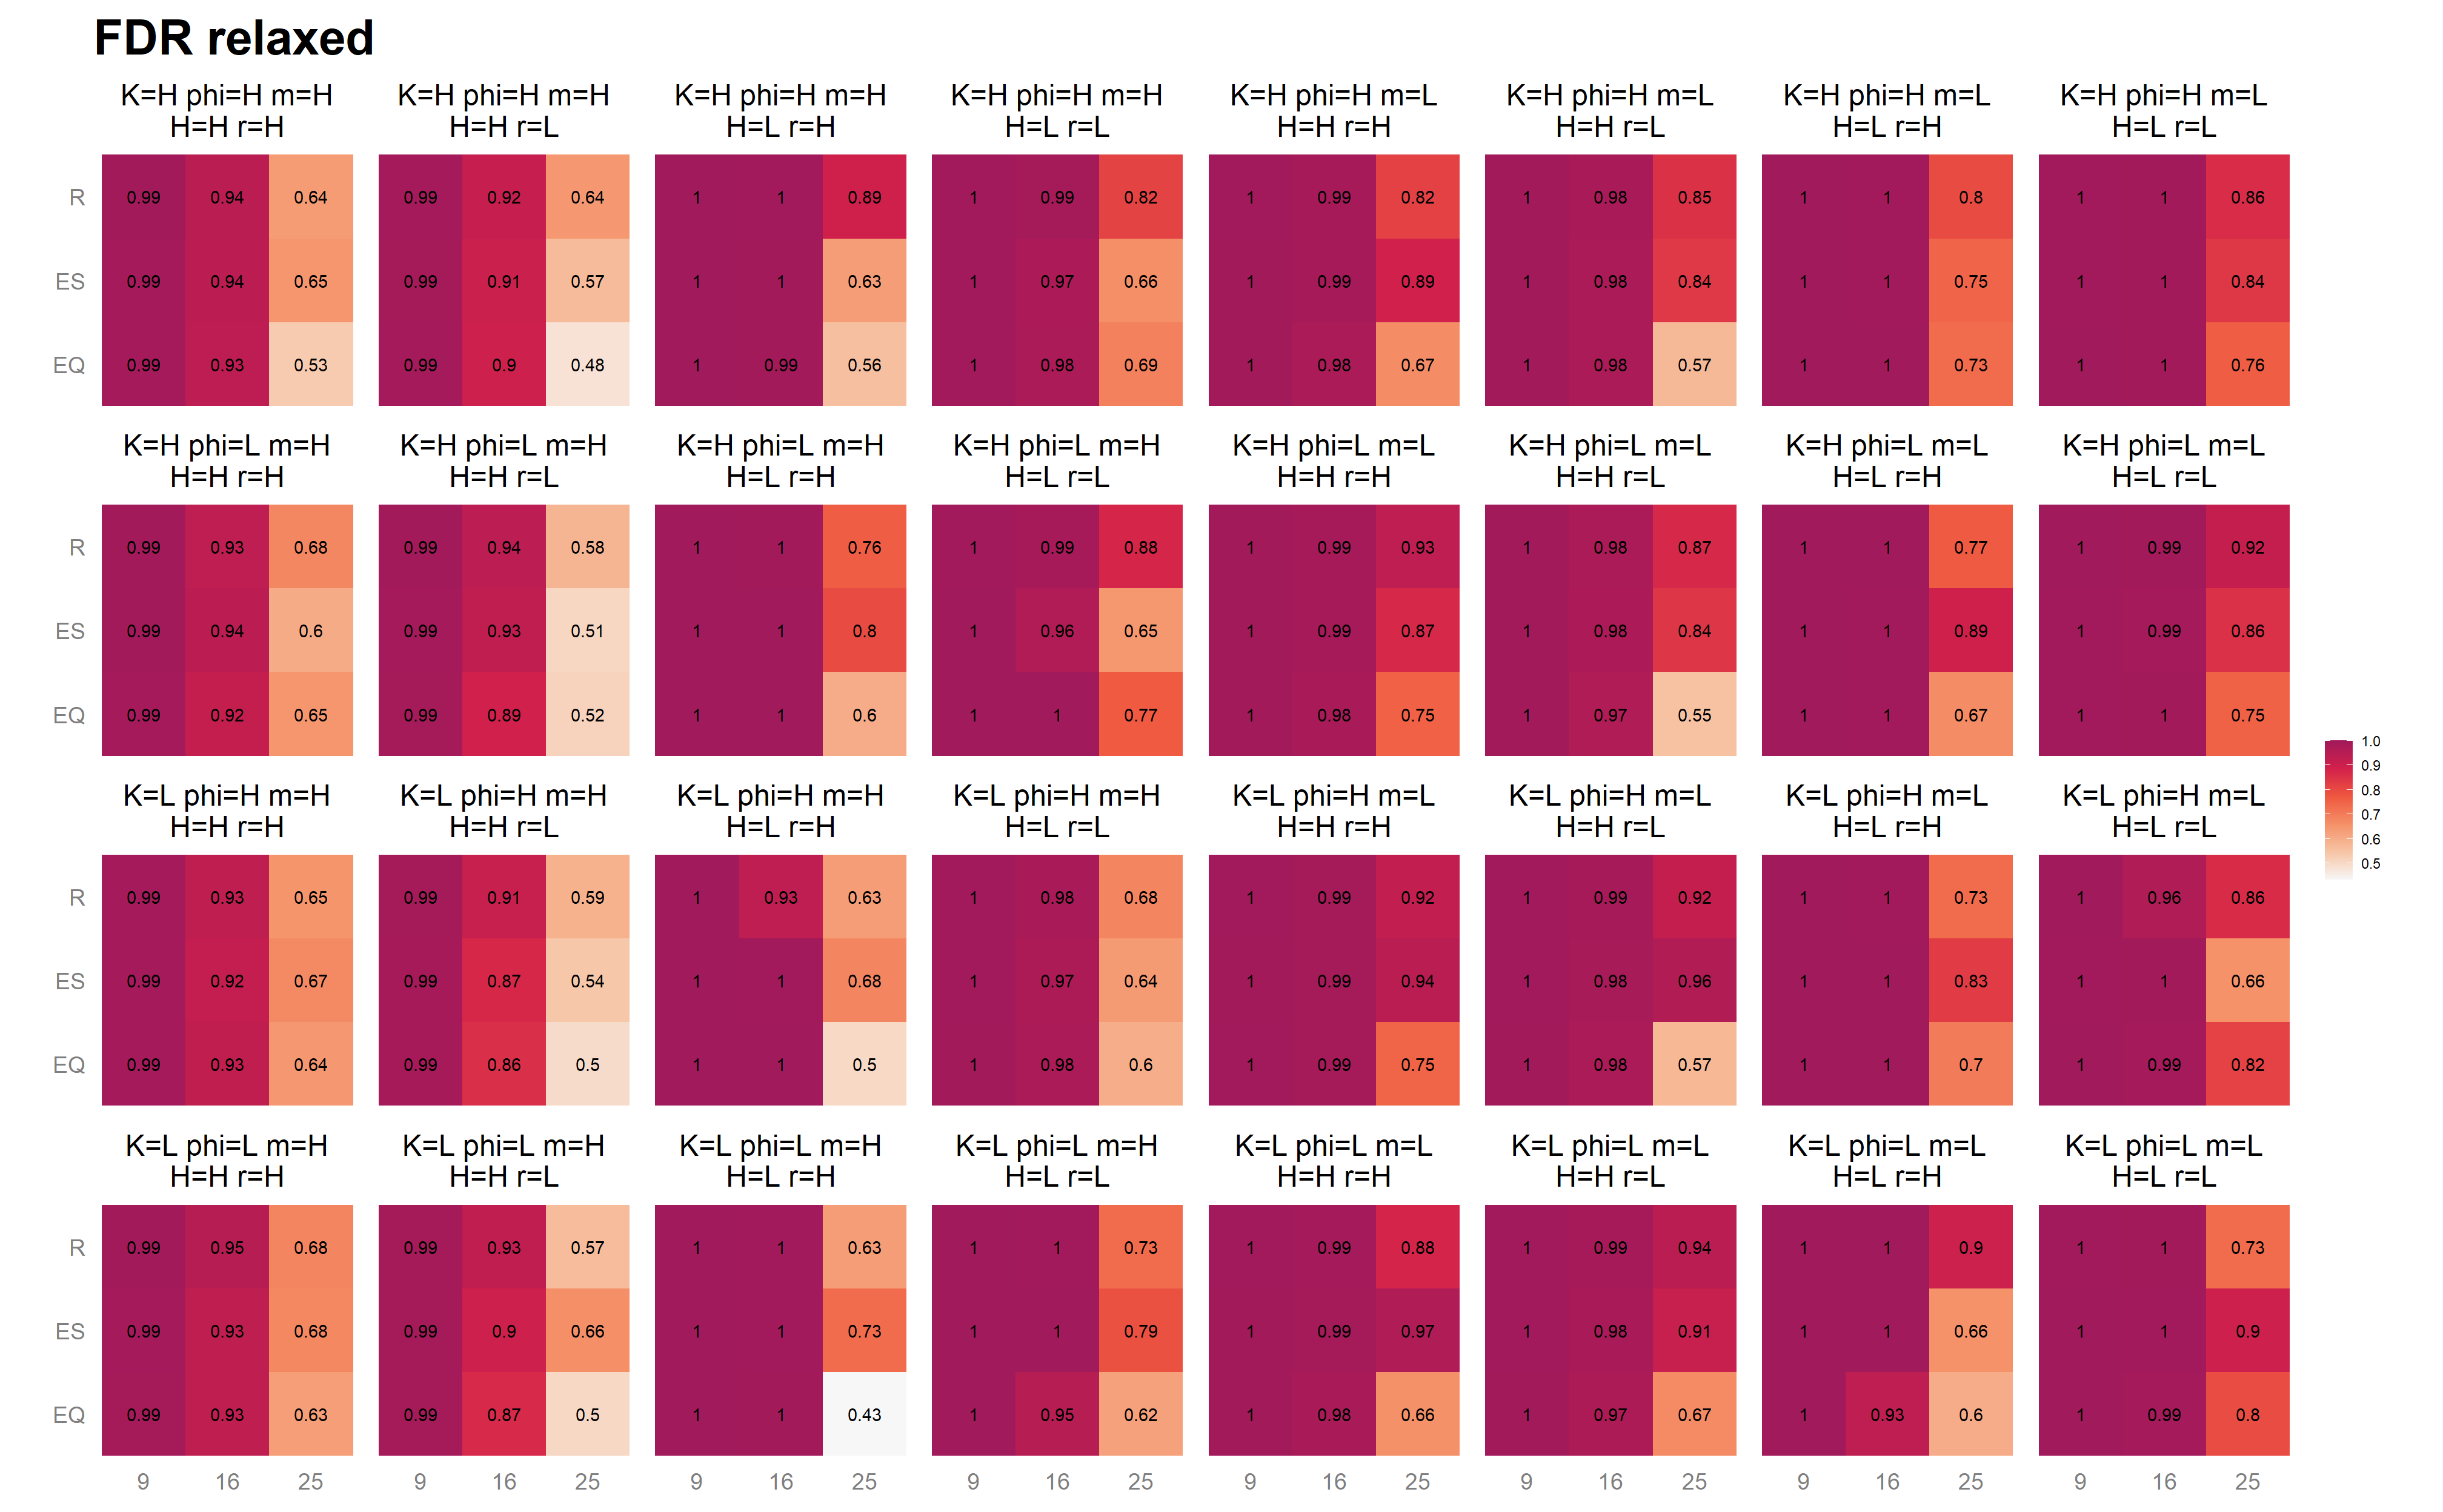 FDR relaxed
K=H phi=H m=H K=H phi=H m=H K=H phi=H m=H K=H phi=H m=H K=H phi=H m=L K=H phi=H m=L K=H phi=H m=L K=H phi=H m=L
H=H r=H H=H r=L H=L r=H H=L r=L H=H r=H H=H r=L H=L r=H H=L r=L
R 0.99 0.94 0.64 0.99 0.92 0.64 1 1 0.89 1 0.99 0.82 1 0.99 0.82 1 0.98 0.85 1 1 0.8 1 1 0.86
ES 0.99 0.94 0.65 0.99 0.91 0.57 1 1 0.63 1 0.97 0.66 1 0.99 0.89 1 0.98 0.84 1 1 0.75 1 1 0.84
EQ 0.99 0.93 0.53 0.99 0.9 0.48 1 0.99 0.56 1 0.98 0.69 1 0.98 0.67 1 0.98 0.57 1 1 0.73 1 1 0.76
K=H phi=L m=H K=H phi=L m=H K=H phi=L m=H K=H phi=L m=H K=H phi=L m=L K=H phi=L m=L K=H phi=L m=L K=H phi=L m=L
H=H r=H H=H r=L H=L r=H H=L r=L H=H r=H H=H r=L H=L r=H H=L r=L
R 0.99 0.93 0.68 0.99 0.94 0.58 1 1 0.76 1 0.99 0.88 1 0.99 0.93 1 0.98 0.87 1 1 0.77 1 0.99 0.92
ES 0.99 0.94 0.6 0.99 0.93 0.51 1 1 0.8 1 0.96 0.65 1 0.99 0.87 1 0.98 0.84 1 1 0.89 1 0.99 0.86
EQ 0.99 0.92 0.65 0.99 0.89 0.52 1 1 0.6 1 1 0.77 1 0.98 0.75 1 0.97 0.55 1 1 0.67 1 1 0.75
1.0
0.9
0.8
0.7
0.6
0.5
K=L phi=H m=H K=L phi=H m=H K=L phi=H m=H K=L phi=H m=H K=L phi=H m=L K=L phi=H m=L K=L phi=H m=L K=L phi=H m=L
H=H r=H H=H r=L H=L r=H H=L r=L H=H r=H H=H r=L H=L r=H H=L r=L
R 0.99 0.93 0.65 0.99 0.91 0.59 1 0.93 0.63 1 0.98 0.68 1 0.99 0.92 1 0.99 0.92 1 1 0.73 1 0.96 0.86
ES 0.99 0.92 0.67 0.99 0.87 0.54 1 1 0.68 1 0.97 0.64 1 0.99 0.94 1 0.98 0.96 1 1 0.83 1 1 0.66
EQ 0.99 0.93 0.64 0.99 0.86 0.5 1 1 0.5 1 0.98 0.6 1 0.99 0.75 1 0.98 0.57 1 1 0.7 1 0.99 0.82
K=L phi=L m=H K=L phi=L m=H K=L phi=L m=H K=L phi=L m=H K=L phi=L m=L K=L phi=L m=L K=L phi=L m=L K=L phi=L m=L
H=H r=H H=H r=L H=L r=H H=L r=L H=H r=H H=H r=L H=L r=H H=L r=L
R 0.99 0.95 0.68 0.99 0.93 0.57 1 1 0.63 1 1 0.73 1 0.99 0.88 1 0.99 0.94 1 1 0.9 1 1 0.73
ES 0.99 0.93 0.68 0.99 0.9 0.66 1 1 0.73 1 1 0.79 1 0.99 0.97 1 0.98 0.91 1 1 0.66 1 1 0.9
EQ 0.99 0.93 0.63 0.99 0.87 0.5 1 1 0.43 1 0.95 0.62 1 0.98 0.66 1 0.97 0.67 1 0.93 0.6 1 0.99 0.8
9 16 25 9 16 25 9 16 25 9 16 25 9 16 25 9 16 25 9 16 25 9 16 25